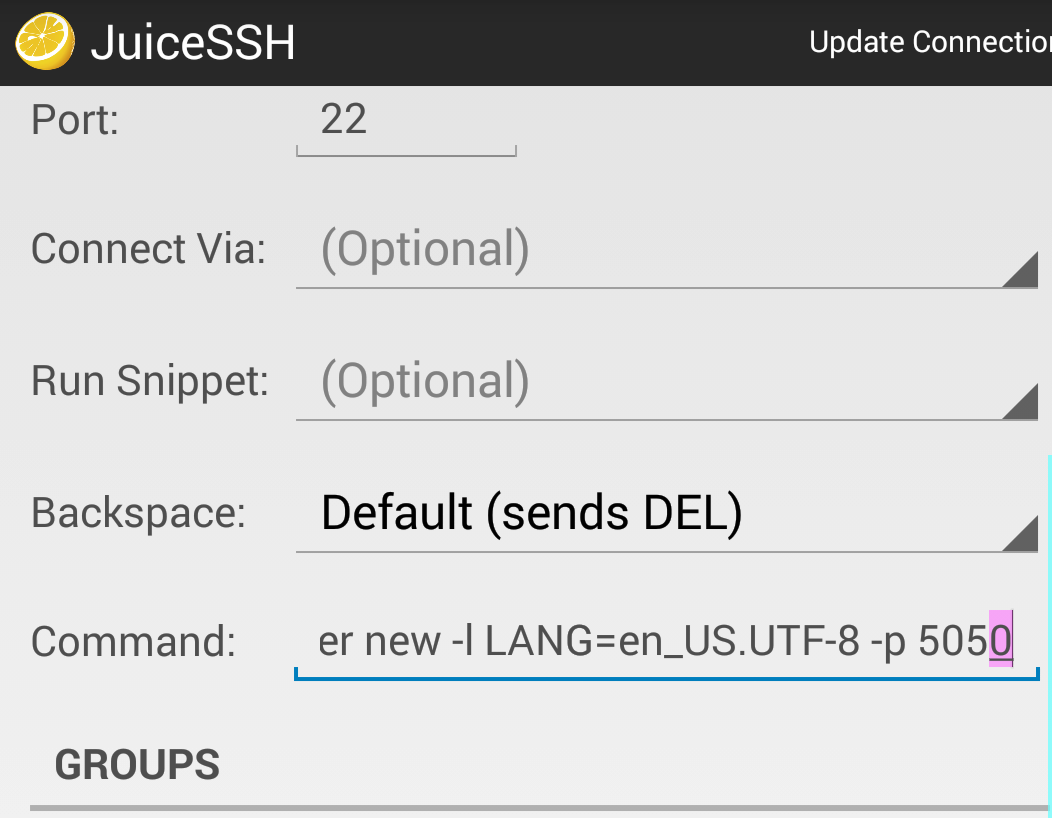 JuiceSSH
Update Connection
Port: 22
Connect Via: (Optional)
Run Snippet: (Optional)
Backspace: Default (sends DEL)
Command: er new -l LANG=en_US.UTF-8 -p 5050
GROUPS